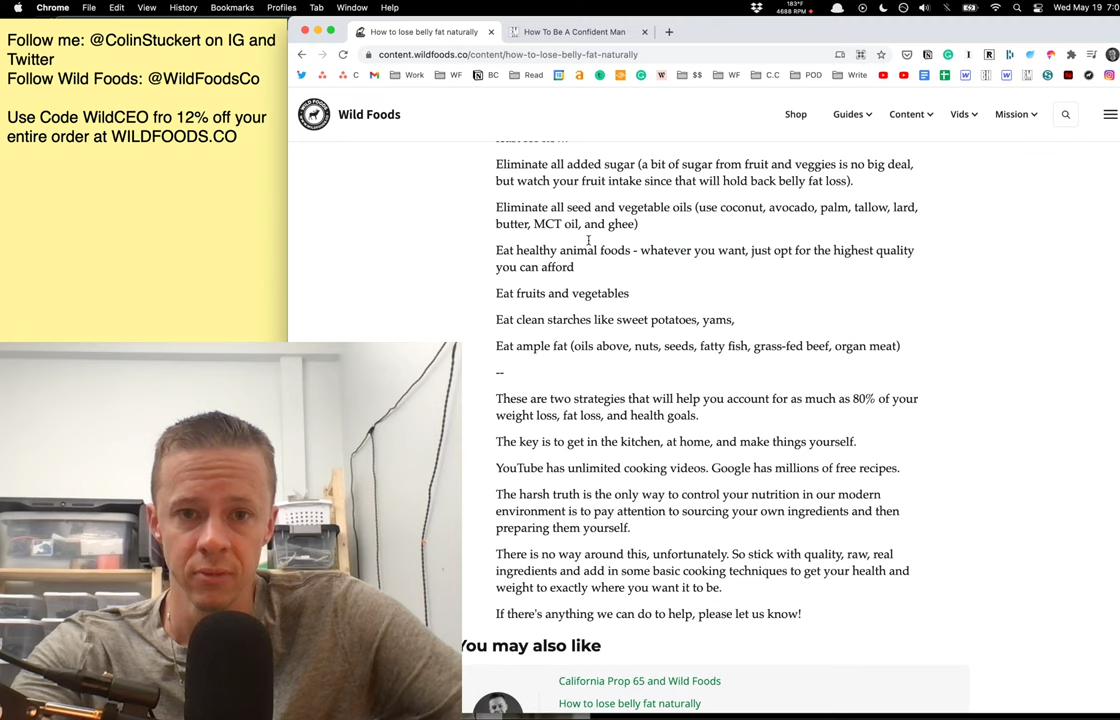 Chrome File Edit View History Bookmarks Profiles Tab Window Help
183°F
4688 RPM
Wed May 19 7:0
Follow me: @ColinStuckert on IG and
Twitter
Follow Wild Foods: @WildFoodsCo
Use Code WildCEO fro 12% off your
entire order at WILDFOODS.CO
How to lose belly fat naturally
How To Be A Confident Man
content.wildfoods.co/content/how-to-lose-belly-fat-naturally
C Work WF BC Read $$ WF C.C POD Write
Wild Foods
Shop Guides Content Vids Mission
Eliminate all added sugar (a bit of sugar from fruit and veggies is no big deal,
but watch your fruit intake since that will hold back belly fat loss).
Eliminate all seed and vegetable oils (use coconut, avocado, palm, tallow, lard,
butter, MCT oil, and ghee)
Eat healthy animal foods - whatever you want, just opt for the highest quality
you can afford
Eat fruits and vegetables
Eat clean starches like sweet potatoes, yams,
Eat ample fat (oils above, nuts, seeds, fatty fish, grass-fed beef, organ meat)
--
These are two strategies that will help you account for as much as 80% of your
weight loss, fat loss, and health goals.
The key is to get in the kitchen, at home, and make things yourself.
YouTube has unlimited cooking videos. Google has millions of free recipes.
The harsh truth is the only way to control your nutrition in our modern
environment is to pay attention to sourcing your own ingredients and then
preparing them yourself.
There is no way around this, unfortunately. So stick with quality, raw, real
ingredients and add in some basic cooking techniques to get your health and
weight to exactly where you want it to be.
If there's anything we can do to help, please let us know!
You may also like
California Prop 65 and Wild Foods
How to lose belly fat naturally